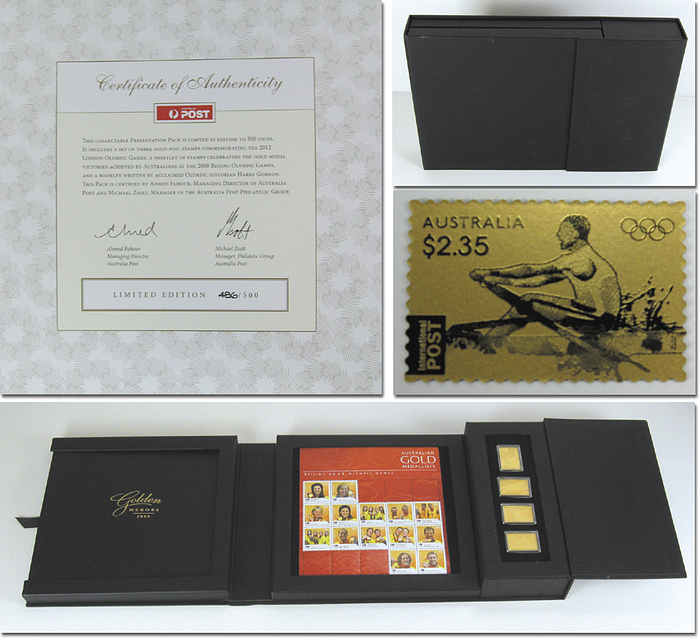 Certificate of Authenticity
POST
This collectable Presentation Pack is limited in edition to 500 units.
It includes a set of three gold-foil stamps commemorating the 2012
London Olympic Games, a sheetlet of stamps celebrating the gold medal
victories achieved by Australians at the 2008 Beijing Olympic Games,
and a booklet written by acclaimed Olympic historian Harry Gordon.
This Pack is certified by Ahmed Fahour, Managing Director of Australia
Post and Michael Zsolt, Manager of the Australia Post Philatelic Group.
Ahmed Fahour
Managing Director
Australia Post
Michael Zsolt
Manager, Philatelic Group
Australia Post
LIMITED EDITION 486/500
AUSTRALIA
$2.35
International
POST
Golden
HEROES
2008
AUSTRALIAN
GOLD
MEDALLISTS
BEIJING 2008 OLYMPIC GAMES